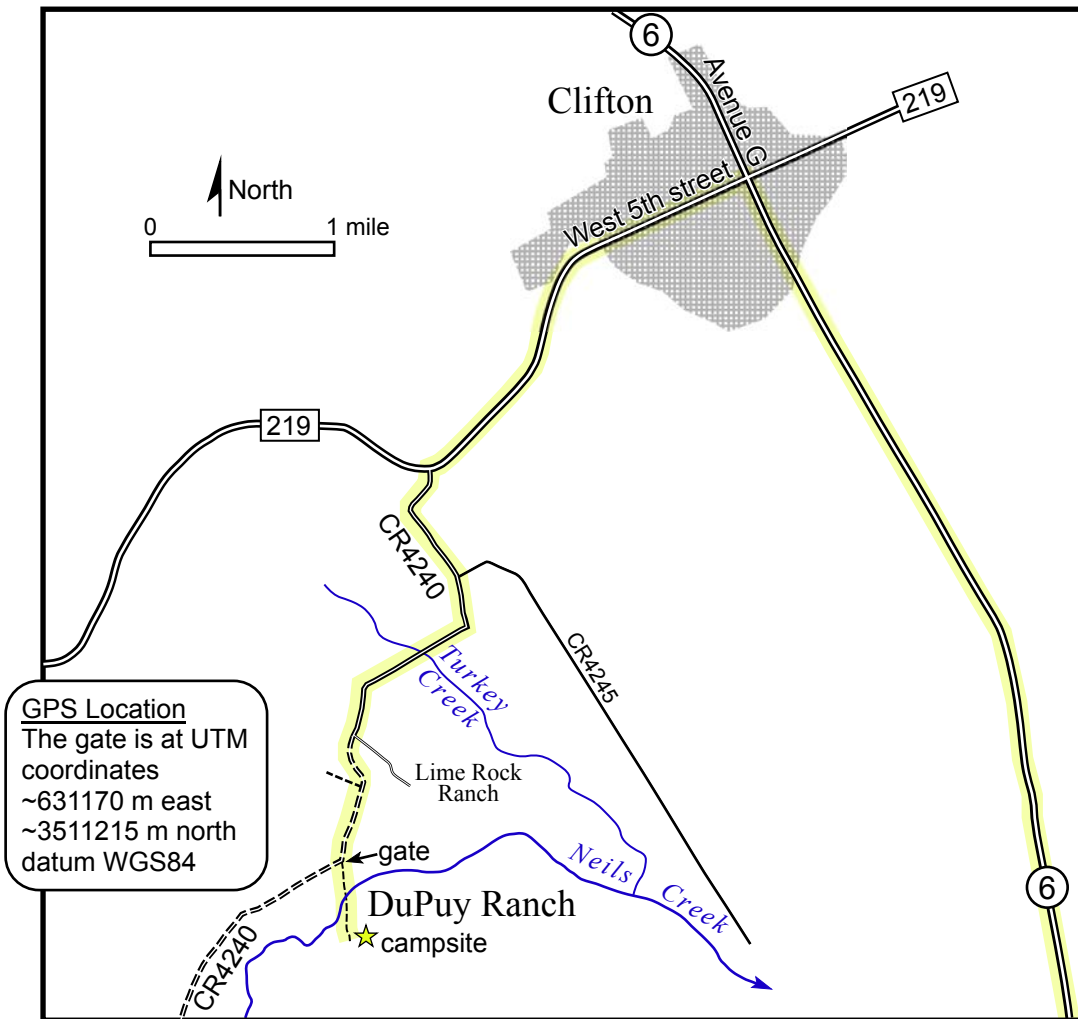 6
Avenue G
Clifton
219
West 5th street
North
0
1 mile
219
CR4240
Turkey
Creek
CR4245
GPS Location
The gate is at UTM
coordinates
~631170 m east
~3511215 m north
datum WGS84
Lime Rock
Ranch
gate
Neils
Creek
6
DuPuy Ranch
campsite
CR4240